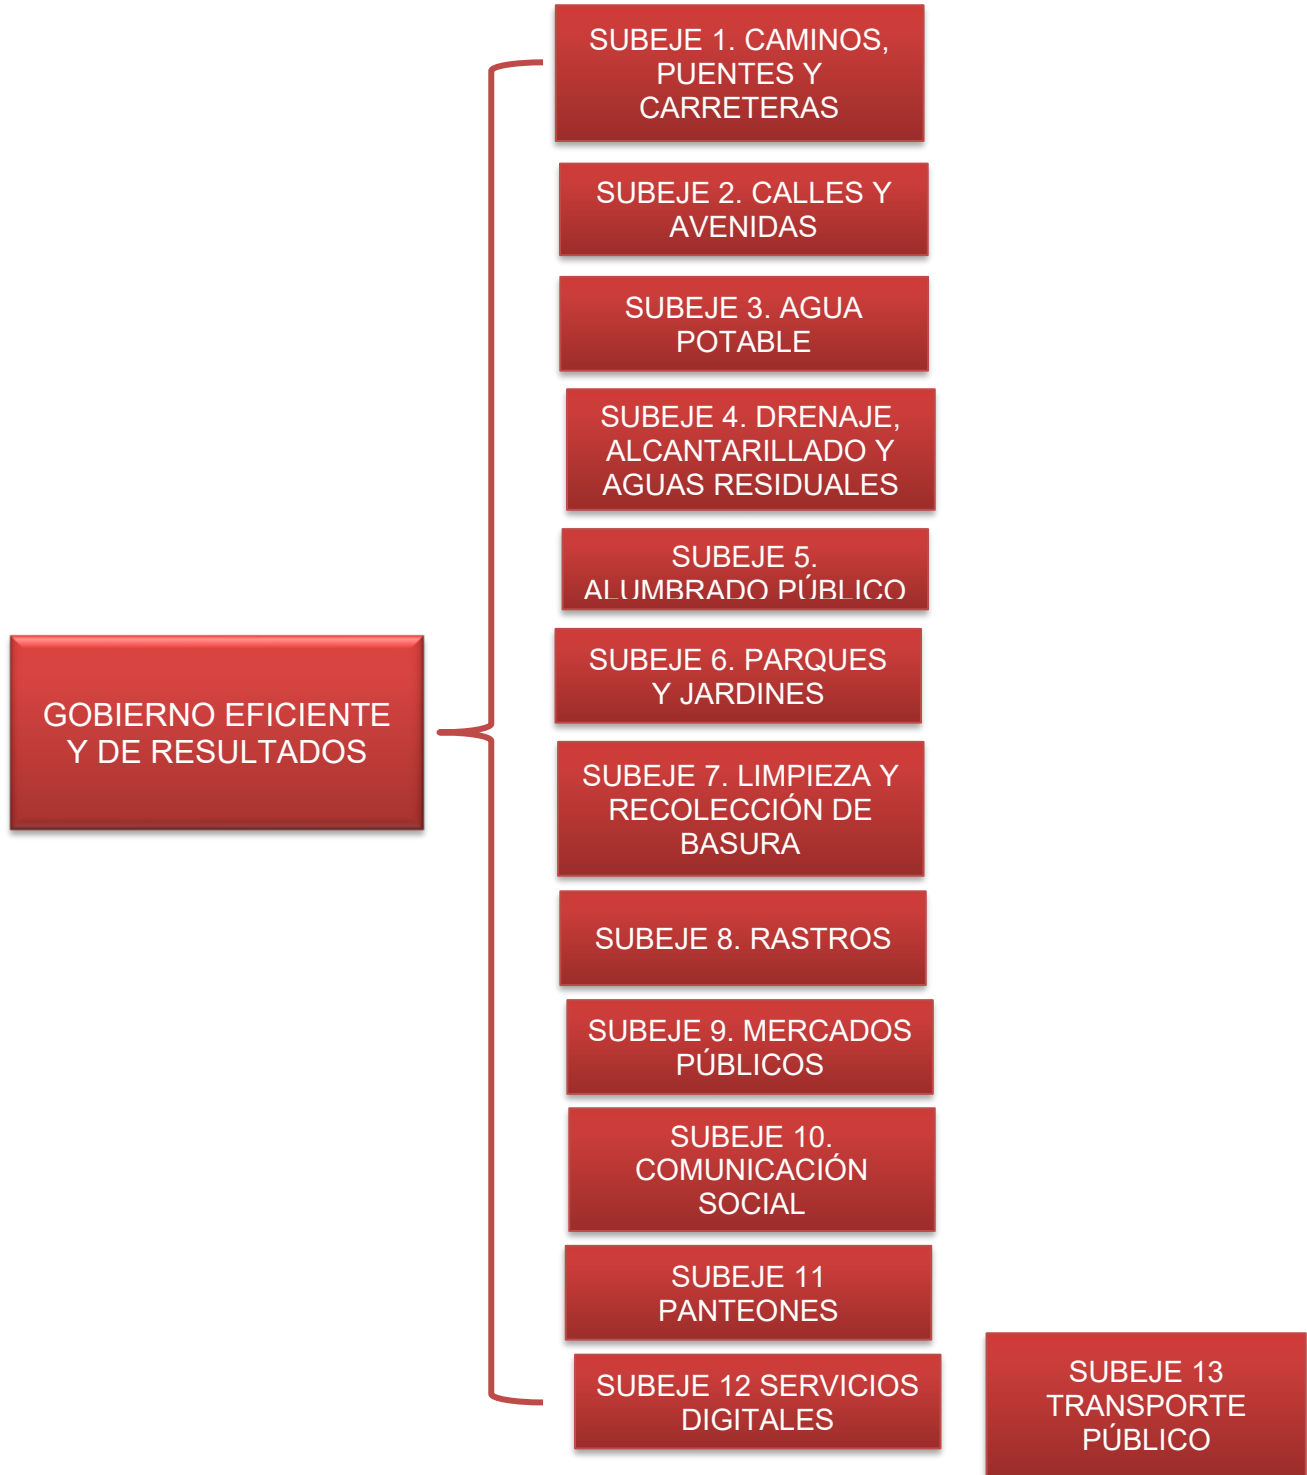 SUBEJE 1. CAMINOS,
PUENTES Y
CARRETERAS
SUBEJE 2. CALLES Y
AVENIDAS
SUBEJE 3. AGUA
POTABLE
SUBEJE 4. DRENAJE,
ALCANTARILLADO Y
AGUAS RESIDUALES
SUBEJE 5.
ALUMBRADO PÚBLICO
GOBIERNO EFICIENTE
Y DE RESULTADOS
SUBEJE 6. PARQUES
Y JARDINES
SUBEJE 7. LIMPIEZA Y
RECOLECCIÓN DE
BASURA
SUBEJE 8. RASTROS
SUBEJE 9. MERCADOS
PÚBLICOS
SUBEJE 10.
COMUNICACIÓN
SOCIAL
SUBEJE 11
PANTEONES
SUBEJE 12 SERVICIOS
DIGITALES
SUBEJE 13
TRANSPORTE
PÚBLICO